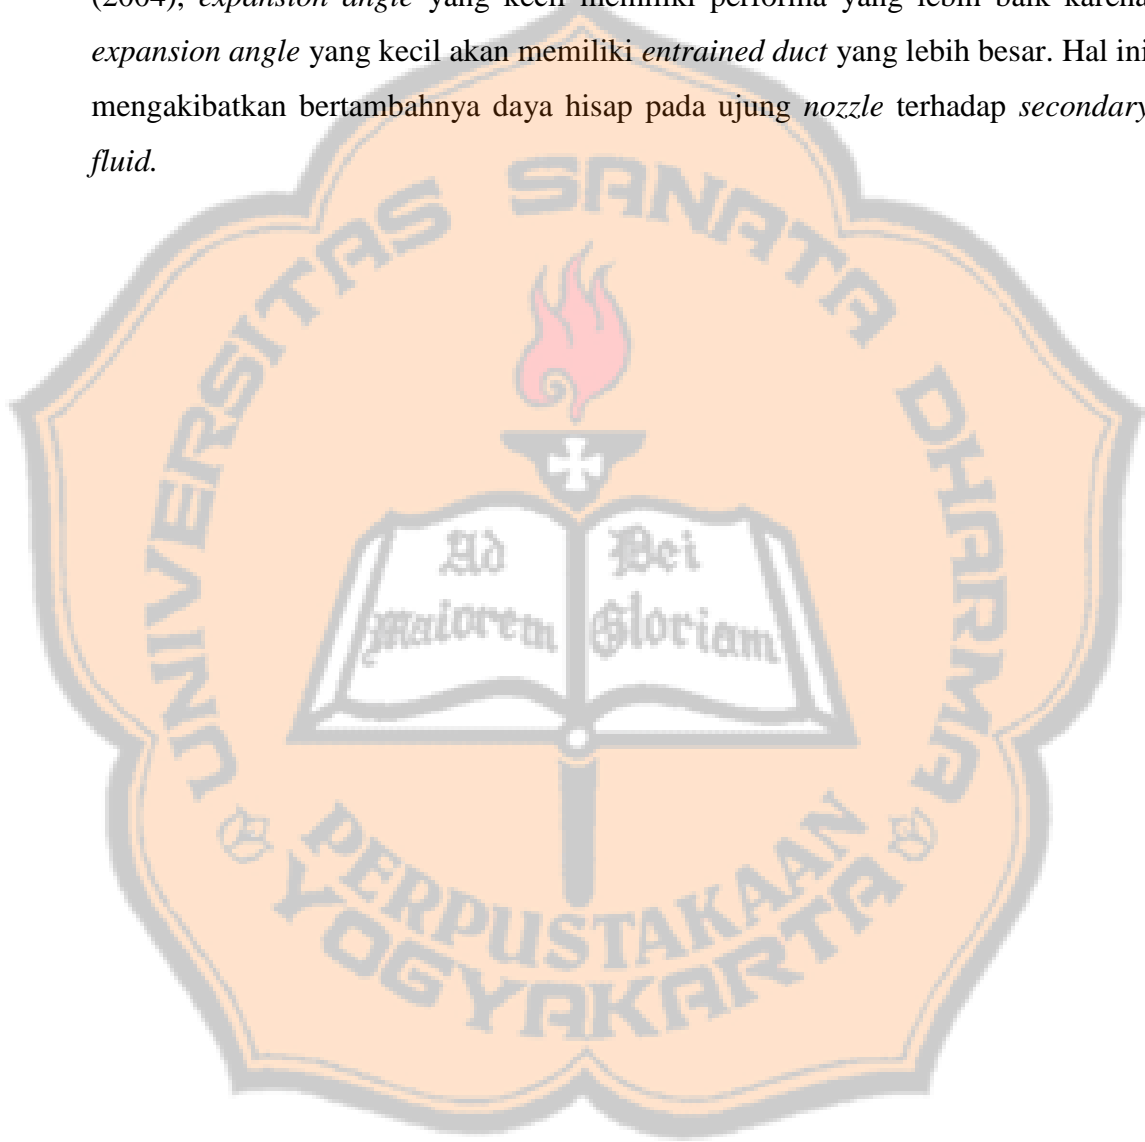 (2004), expansion angle yang kecil memiliki performa yang lebih baik karena
expansion angle yang kecil akan memiliki entrained duct yang lebih besar. Hal ini
mengakibatkan bertambahnya daya hisap pada ujung nozzle terhadap secondary
fluid.
UNIVERSITAS SANATA DHARMA
Ad Dei
Maiorem Gloriam
PERPUSTAKAAN
YOGYAKARTA